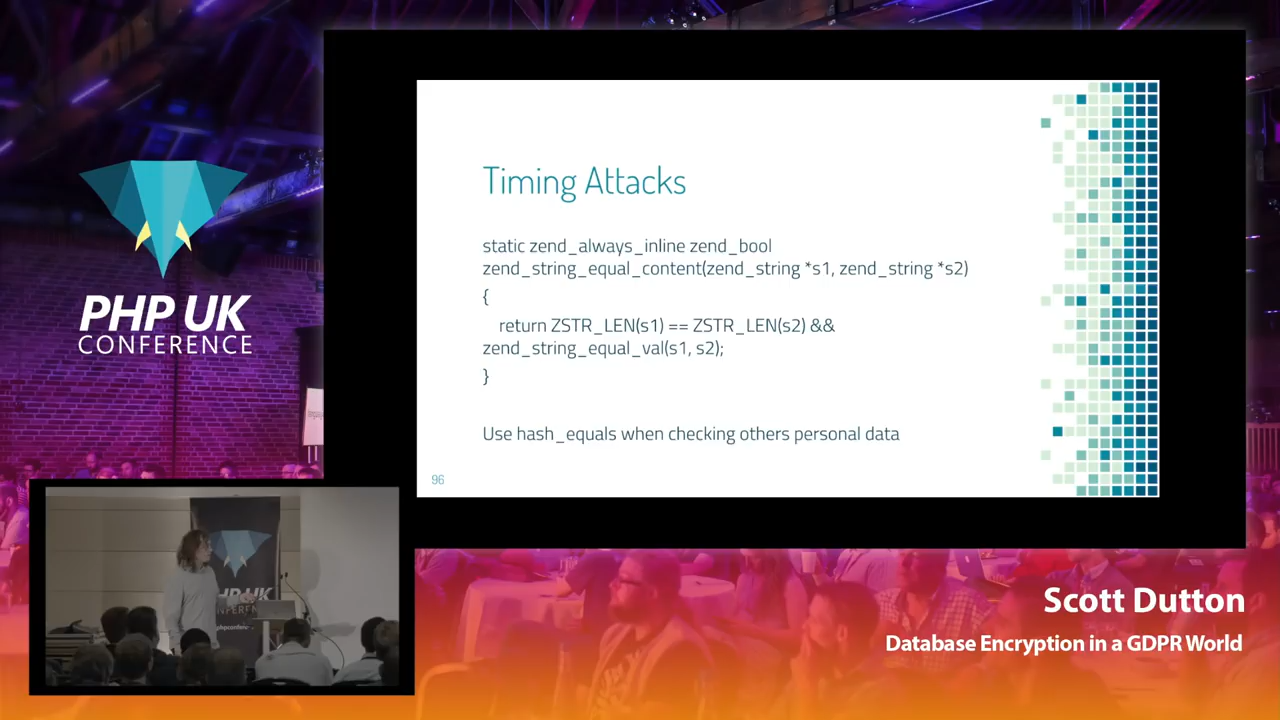 PHP UK
CONFERENCE
Timing Attacks
static zend_always_inline zend_bool
zend_string_equal_content(zend_string *s1, zend_string *s2)
{
return ZSTR_LEN(s1) == ZSTR_LEN(s2) &&
zend_string_equal_val(s1, s2);
}
Use hash_equals when checking others personal data
96
Scott Dutton
Database Encryption in a GDPR World